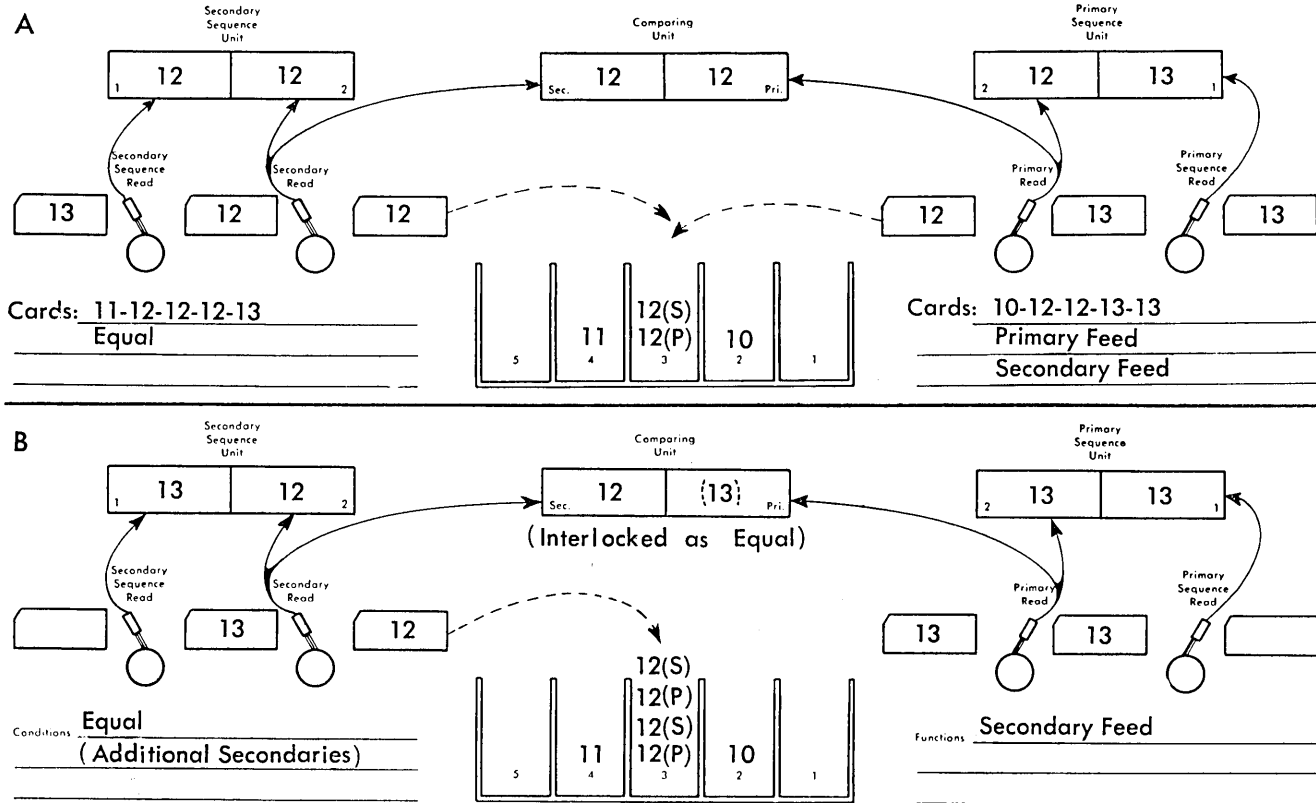 A
Secondary
Sequence
Unit
Comparing
Unit
Primary
Sequence
Unit
1 12 12 2
Sec. 12 12 Pri.
2 12 13 1
Secondary
Sequence
Read
Secondary
Read
Primary
Read
Primary
Sequence
Read
13 12 12 12 13 13
Cards: 11-12-12-12-13
Equal
12(S)
11 12(P) 10
5 4 3 2 1
Cards: 10-12-12-13-13
Primary Feed
Secondary Feed
B
Secondary
Sequence
Unit
Comparing
Unit
Primary
Sequence
Unit
1 13 12 2
Sec. 12 (13) Pri.
2 13 13 1
(Interlocked as Equal)
Secondary
Sequence
Read
Secondary
Read
Primary
Read
Primary
Sequence
Read
13 12 13 13
12(S)
12(P)
12(S)
11 12(P) 10
5 4 3 2 1
Conditions Equal
(Additional Secondaries)
Functions Secondary Feed